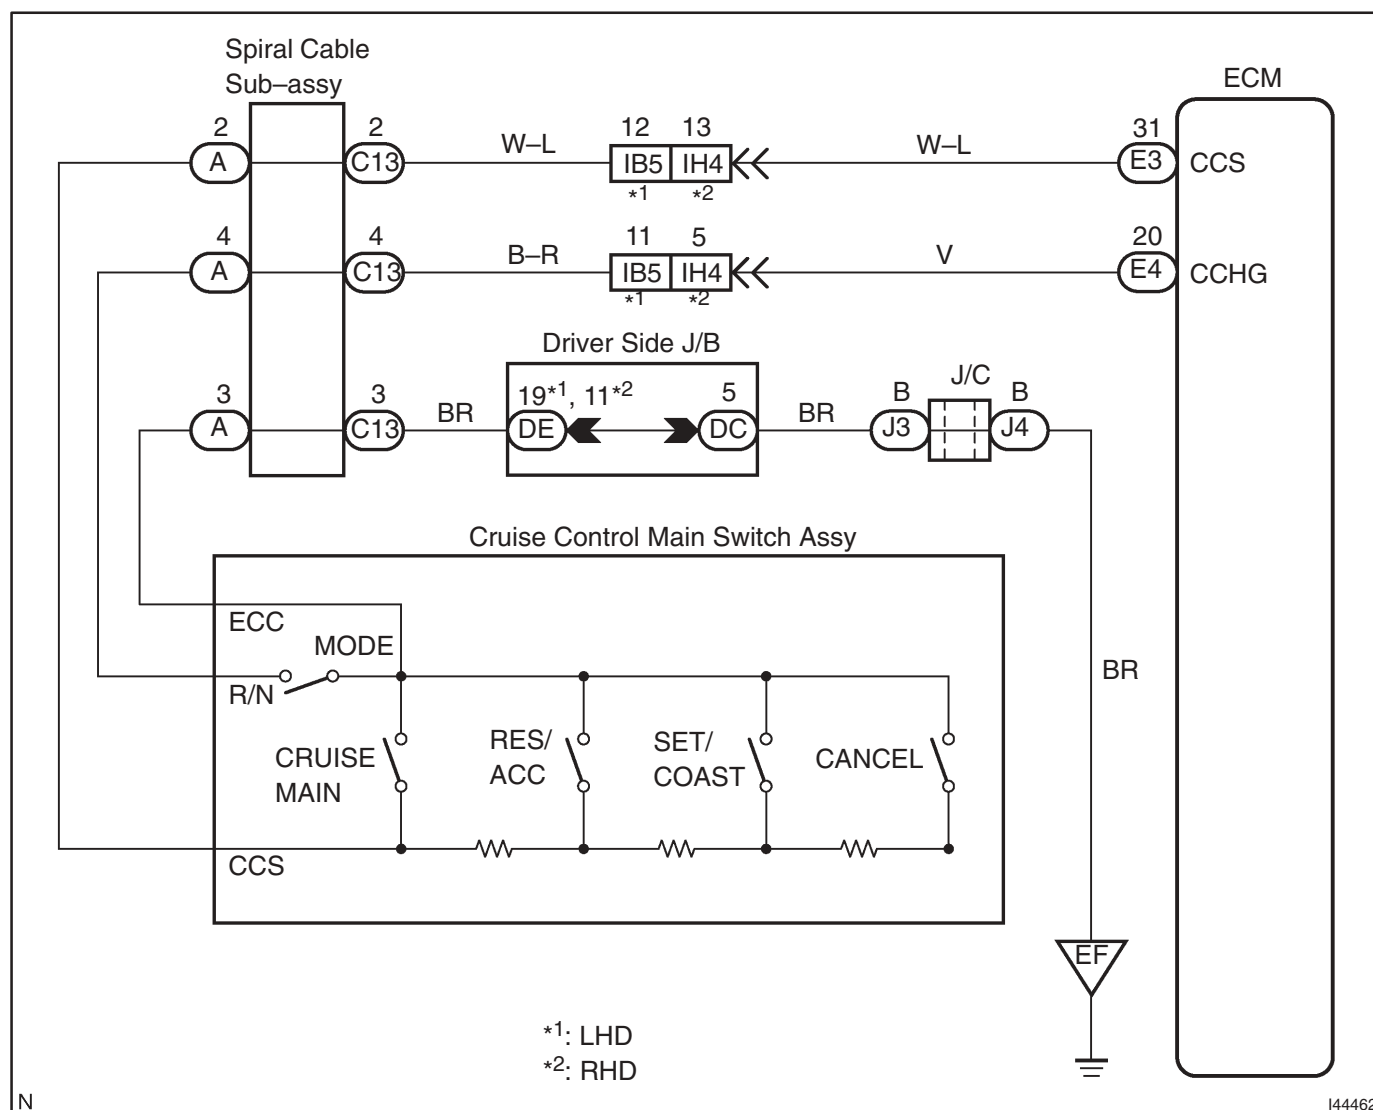 Spiral Cable
Sub–assy
ECM
2
2
12
13
31
A
C13
W–L
IB5
IH4
W–L
E3
CCS
*1
*2
4
4
11
5
20
A
C13
B–R
IB5
IH4
V
E4
CCHG
*1
*2
Driver Side J/B
3
3
19*1, 11*2
5
B
J/C
B
A
C13
BR
DE
DC
BR
J3
J4
Cruise Control Main Switch Assy
ECC
MODE
R/N
BR
CRUISE
MAIN
RES/
ACC
SET/
COAST
CANCEL
CCS
EF
*1: LHD
*2: RHD
N
I44462